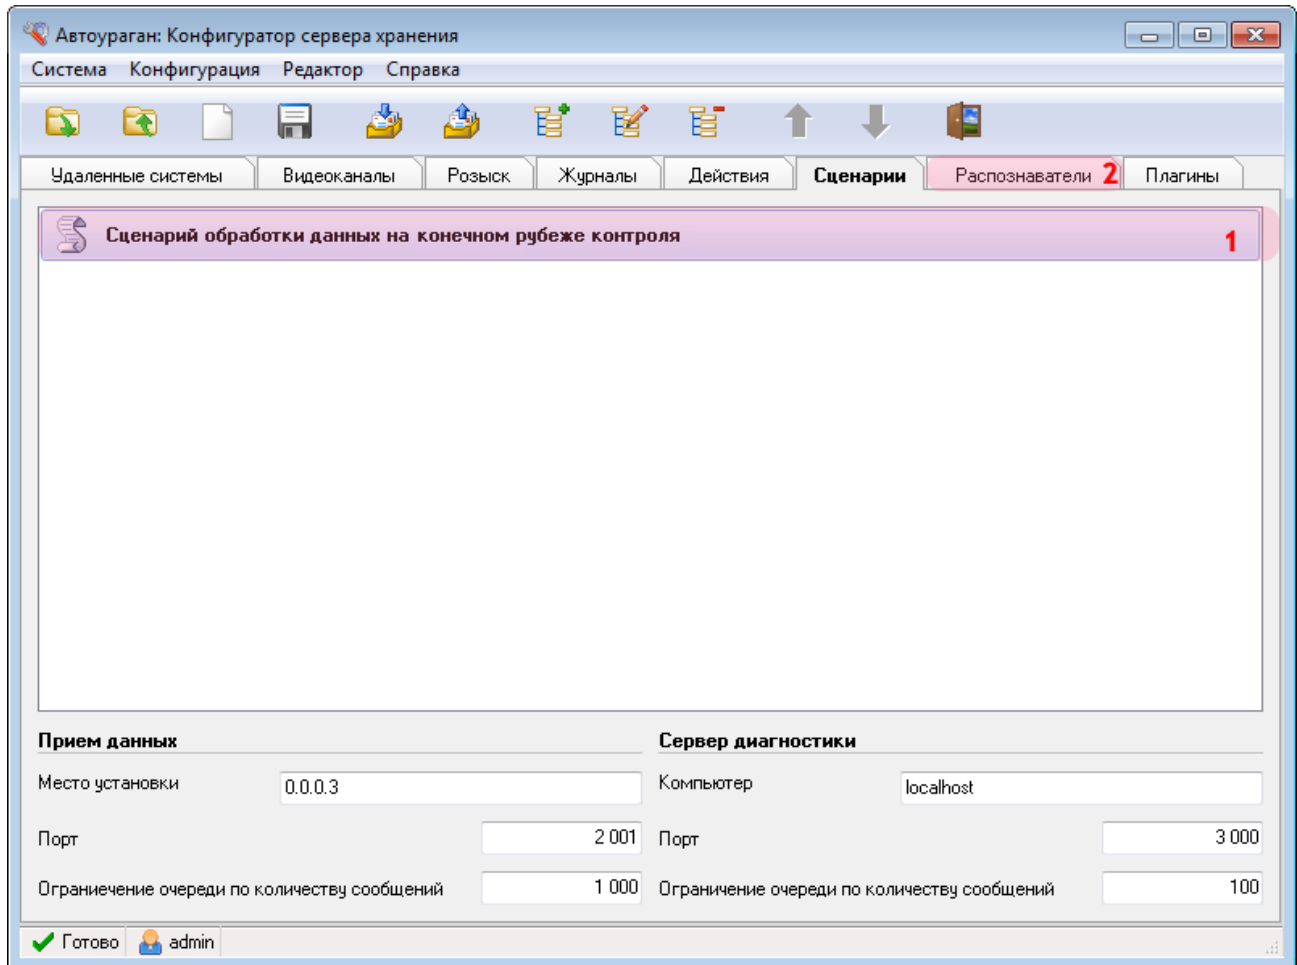 Автоураган: Конфигуратор сервера хранения
Система Конфигурация Редактор Справка
Удаленные системы Видеоканалы Розыск Журналы Действия Сценарии Распознаватели 2 Плагины
Сценарий обработки данных на конечном рубеже контроля 1
Прием данных Сервер диагностики
Место установки 0.0.0.3 Компьютер localhost
Порт 2 001 Порт 3 000
Ограниечение очереди по количеству сообщений 1 000 Ограничение очереди по количеству сообщений 100
Готово admin